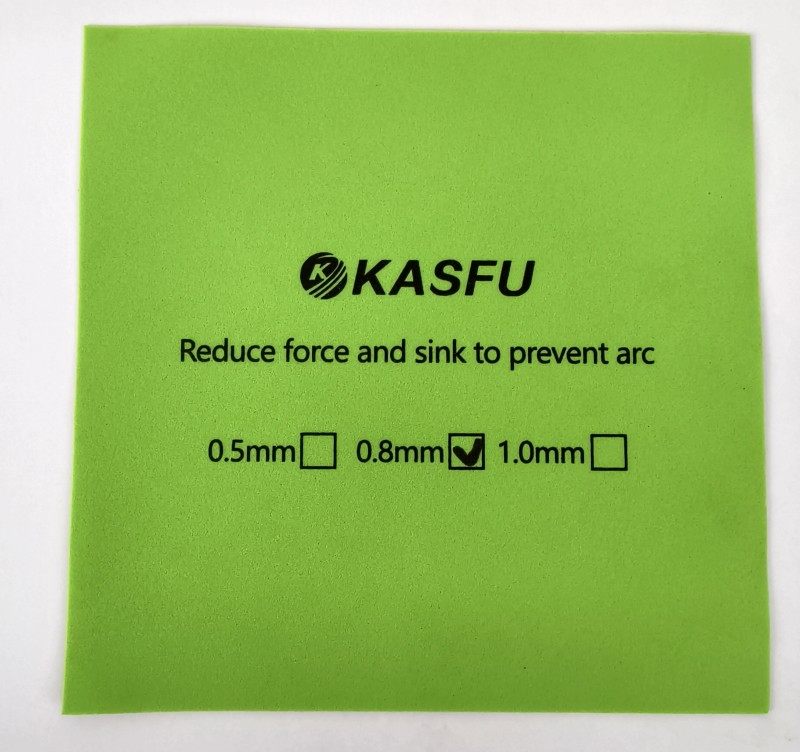 KASFU
Reduce force and sink to prevent arc
0.5mm☐ 0.8mm☑ 1.0mm☐